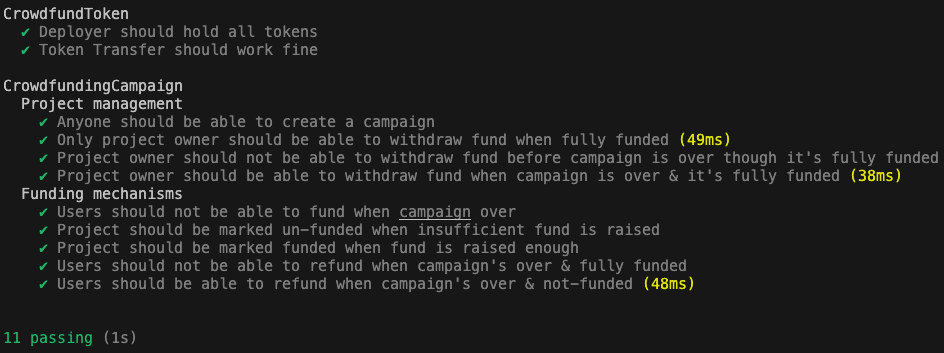 CrowdfundToken
✔ Deployer should hold all tokens
✔ Token Transfer should work fine
CrowdfundingCampaign
Project management
✔ Anyone should be able to create a campaign
✔ Only project owner should be able to withdraw fund when fully funded (49ms)
✔ Project owner should not be able to withdraw fund before campaign is over though it's fully funded
✔ Project owner should be able to withdraw fund when campaign is over & it's fully funded (38ms)
Funding mechanisms
✔ Users should not be able to fund when campaign over
✔ Project should be marked un-funded when insufficient fund is raised
✔ Project should be marked funded when fund is raised enough
✔ Users should not be able to refund when campaign's over & fully funded
✔ Users should be able to refund when campaign's over & not-funded (48ms)
11 passing (1s)